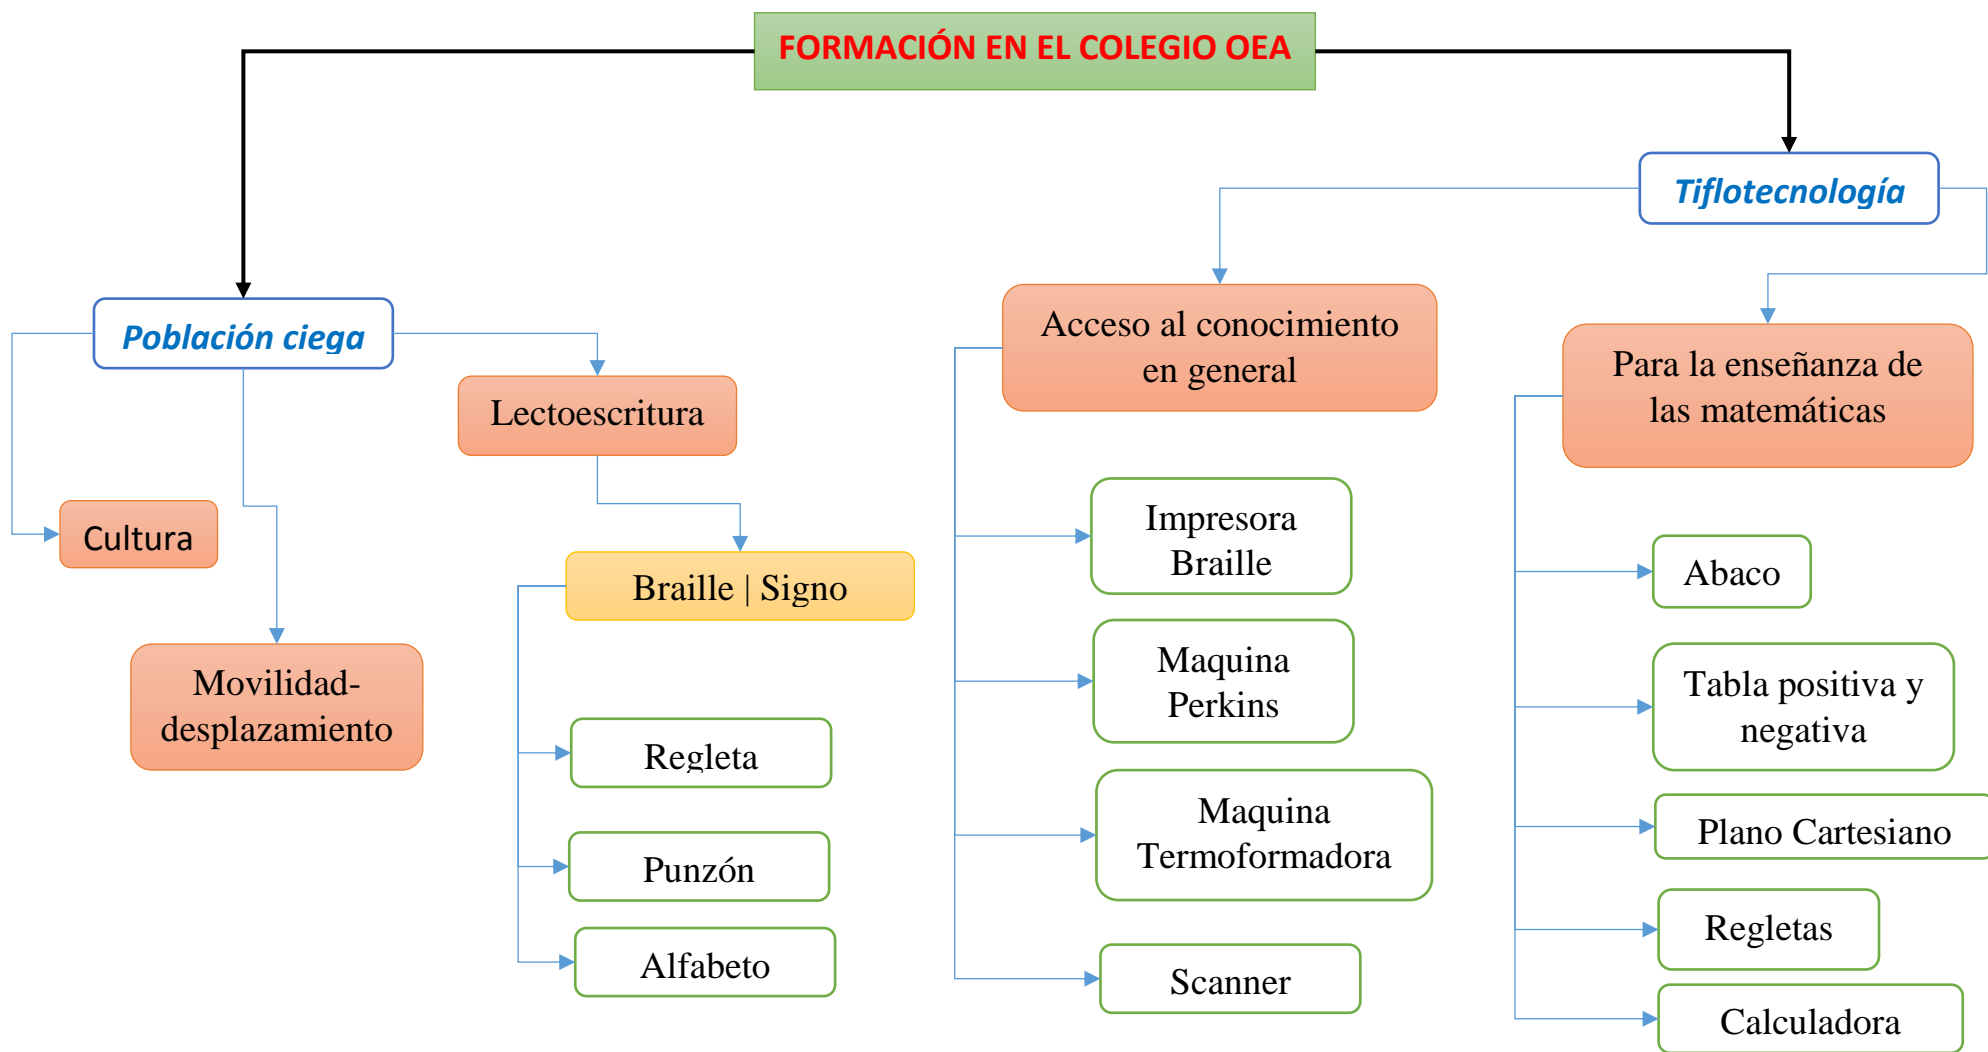 FORMACIÓN EN EL COLEGIO OEA
Población ciega
Cultura
Movilidad-
desplazamiento
Lectoescritura
Braille | Signo
Regleta
Punzón
Alfabeto
Tiflotecnología
Acceso al conocimiento
en general
Impresora
Braille
Maquina
Perkins
Maquina
Termoformadora
Scanner
Para la enseñanza de
las matemáticas
Abaco
Tabla positiva y
negativa
Plano Cartesiano
Regletas
Calculadora